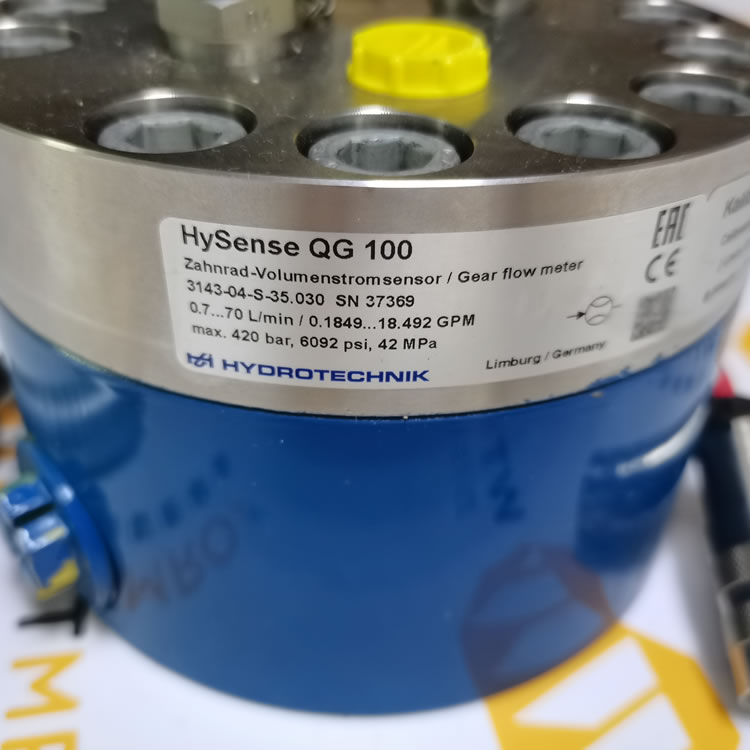 HySense QG 100
Zahnrad-Volumenstromsensor / Gear flow meter
3143-04-S-35.030 SN 37369
0.7...70 L/min / 0.1849...18.492 GPM
max. 420 bar, 6092 psi, 42 MPa
HYDROTECHNIK
Limburg / Germany
EAC
CE
MRO